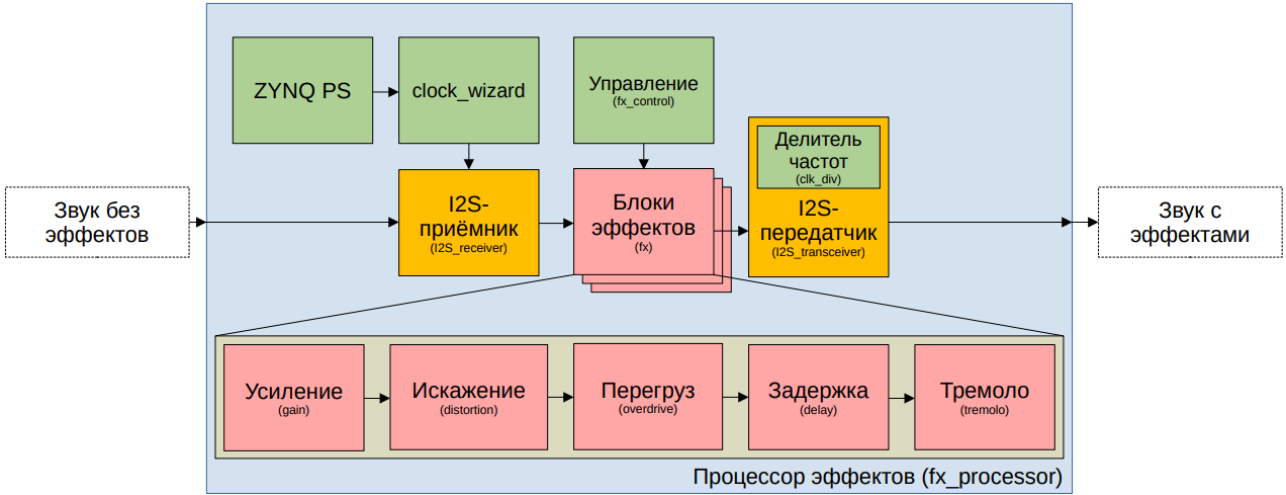 ZYNQ PS
clock_wizard
Управление
(fx_control)
Делитель
частот
(clk_div)
Звук без
эффектов
I2S-
приёмник
(I2S_receiver)
Блоки
эффектов
(fx)
I2S-
передатчик
(I2S_transceiver)
Звук с
эффектами
Усиление
(gain)
Искажение
(distortion)
Перегруз
(overdrive)
Задержка
(delay)
Тремоло
(tremolo)
Процессор эффектов (fx_processor)